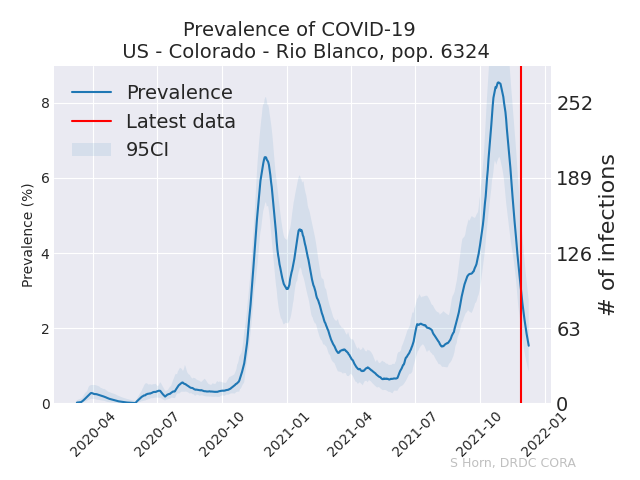 Prevalence of COVID-19
US - Colorado - Rio Blanco, pop. 6324
Prevalence
Latest data
95CI
Prevalence (%)
8
6
4
2
0
252
189
126
63
0
# of infections
2020-04
2020-07
2020-10
2021-01
2021-04
2021-07
2021-10
2022-01
S Horn, DRDC CORA